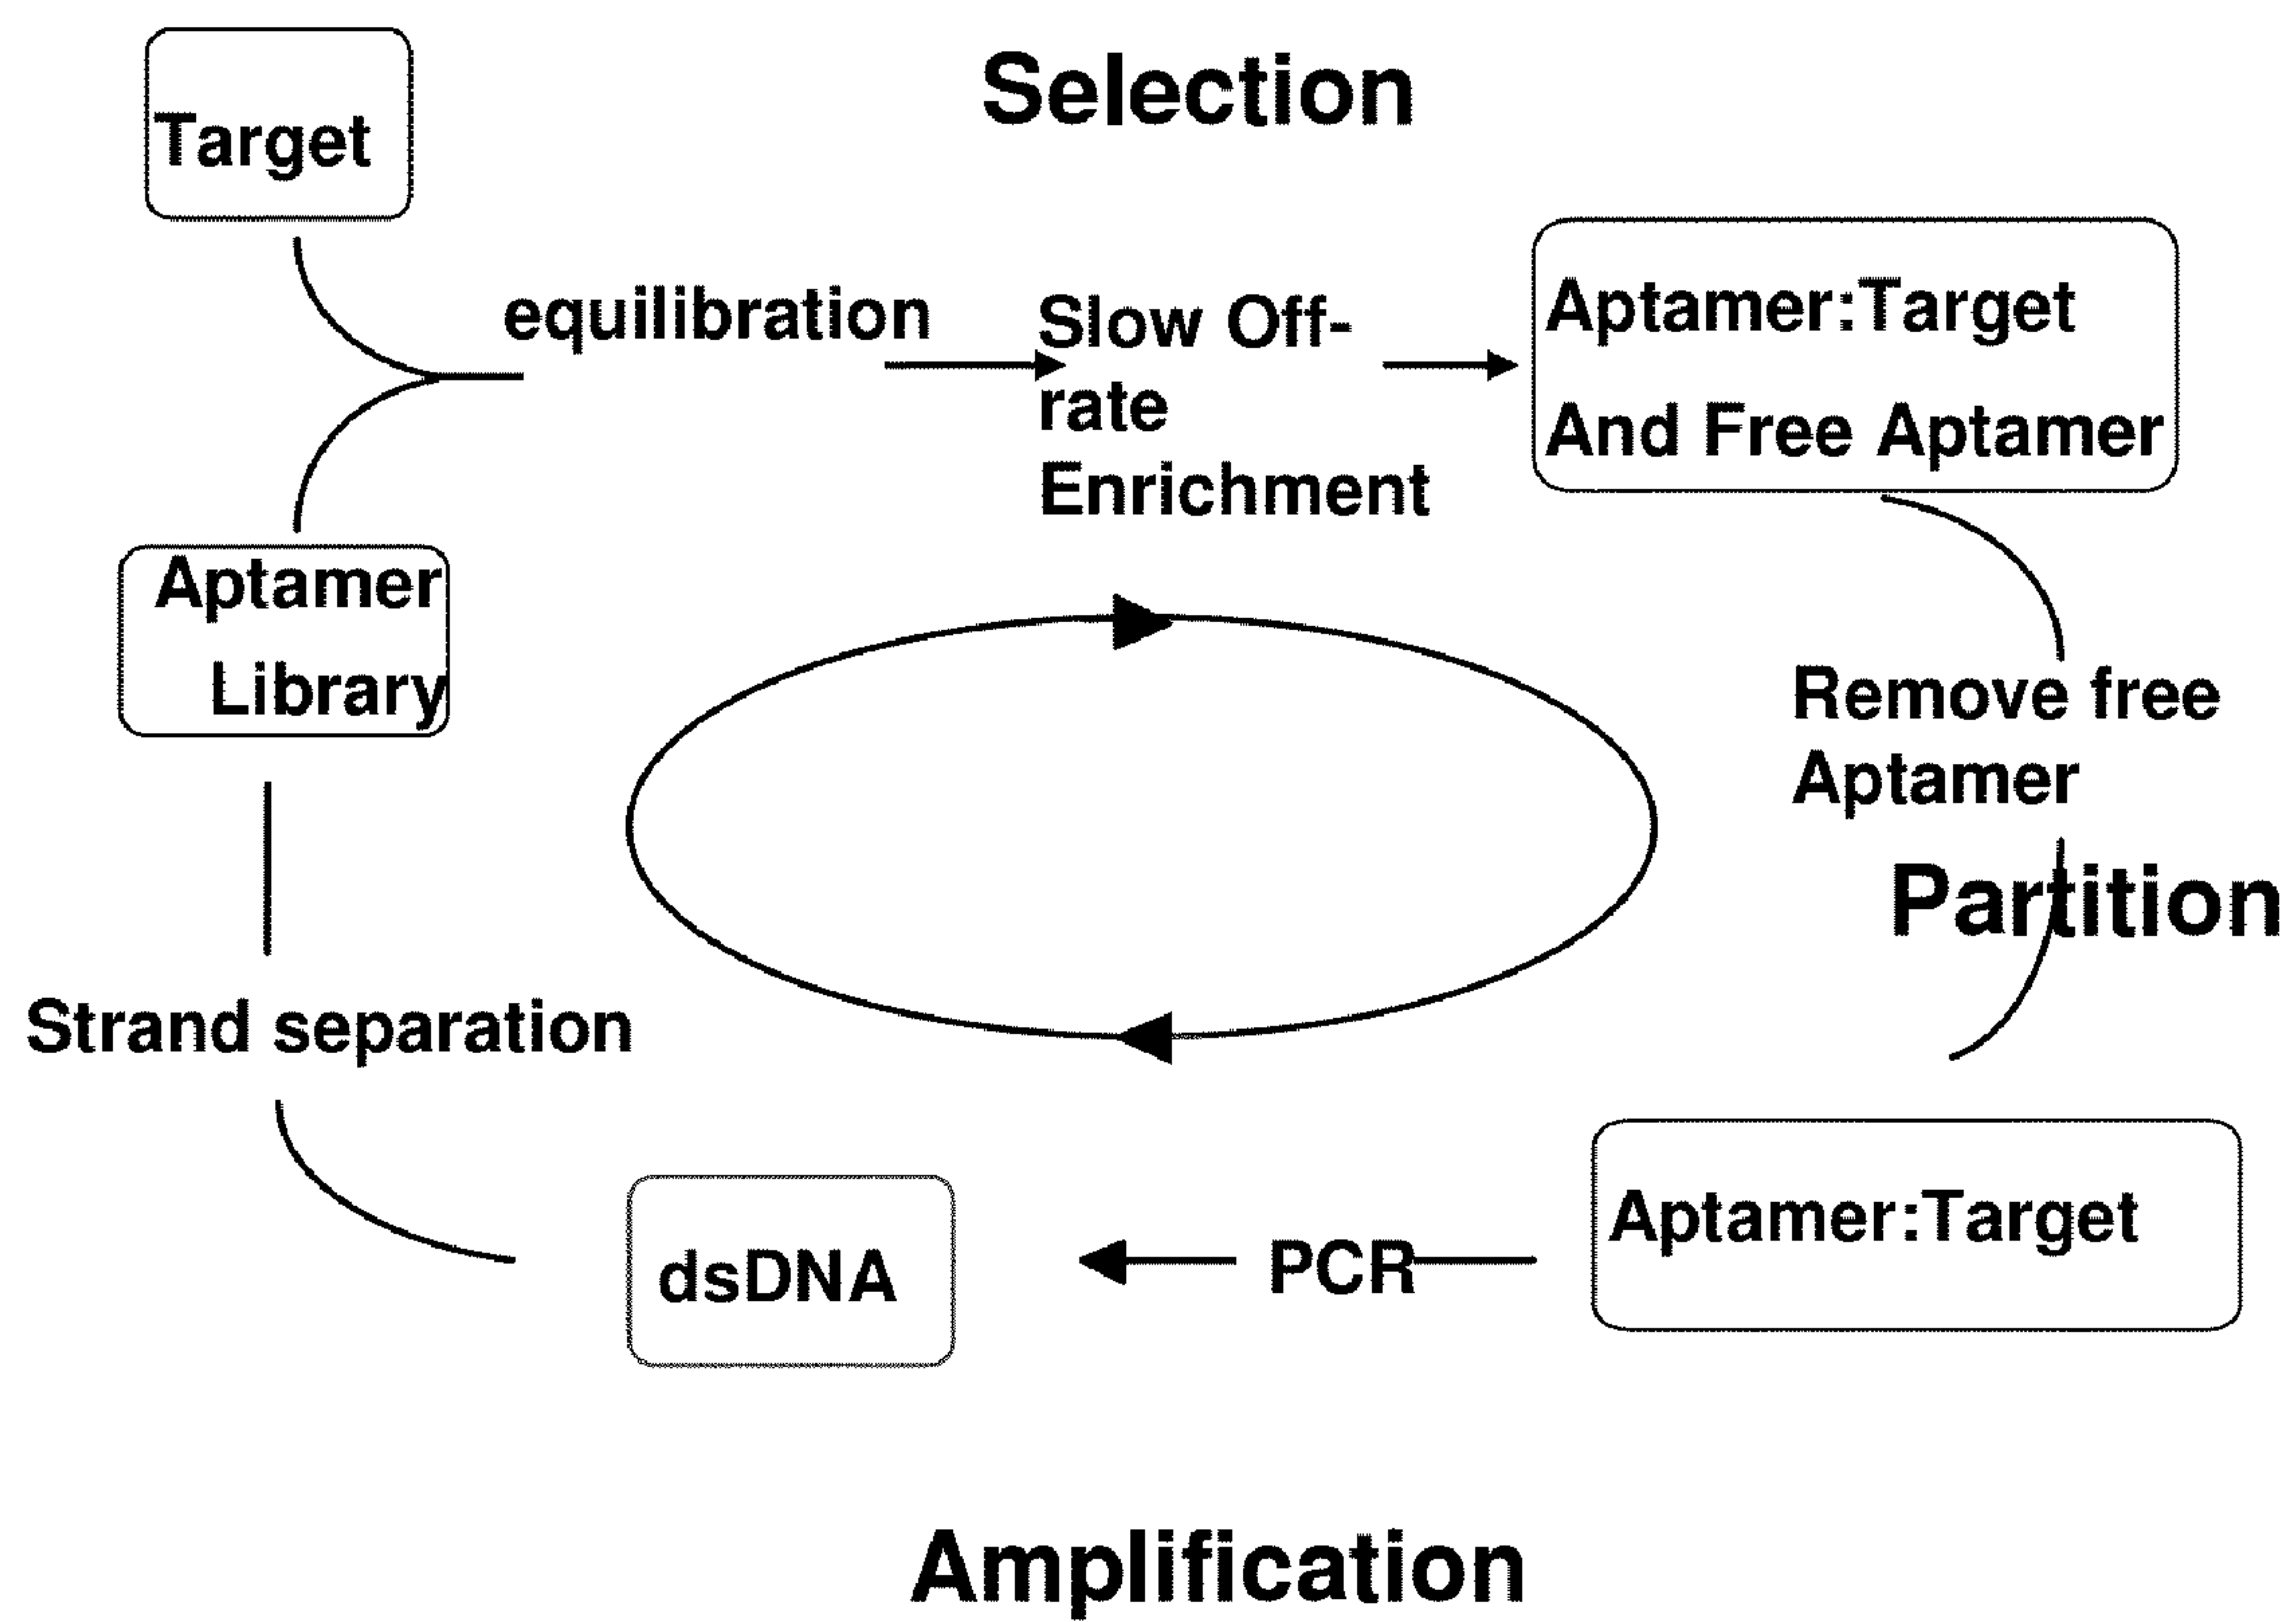 Selection
Target
equilibration
Slow Off-
rate
Enrichment
Aptamer:Target
And Free Aptamer
Aptamer
Library
Remove free
Aptamer
Partition
Strand separation
Aptamer:Target
PCR
dsDNA
Amplification